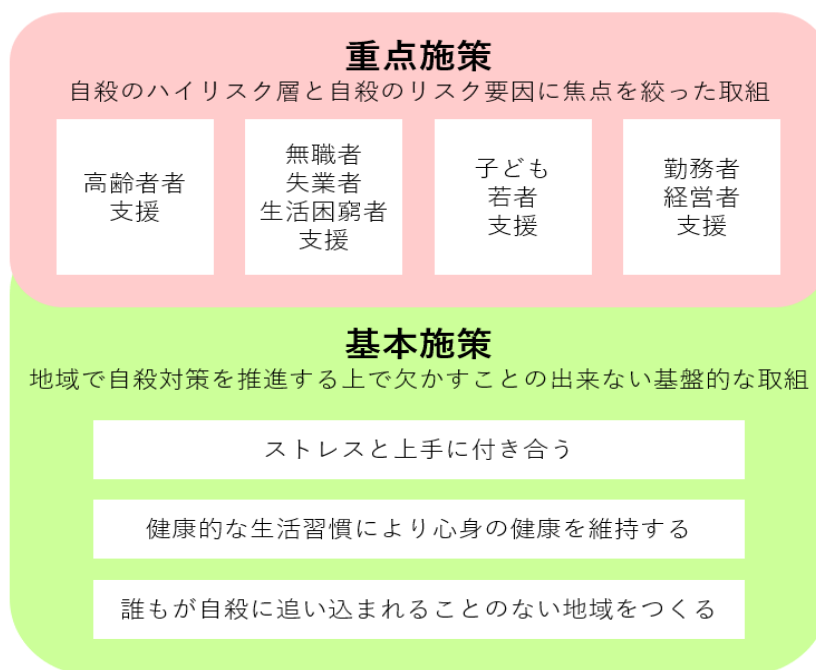 重点施策
自殺のハイリスク層と自殺のリスク要因に焦点を絞った取組
高齢者者
支援
無職者
失業者
生活困窮者
支援
子ども
若者
支援
勤務者
経営者
支援
基本施策
地域で自殺対策を推進する上で欠かすことの出来ない基盤的な取組
ストレスと上手に付き合う
健康的な生活習慣により心身の健康を維持する
誰もが自殺に追い込まれることのない地域をつくる